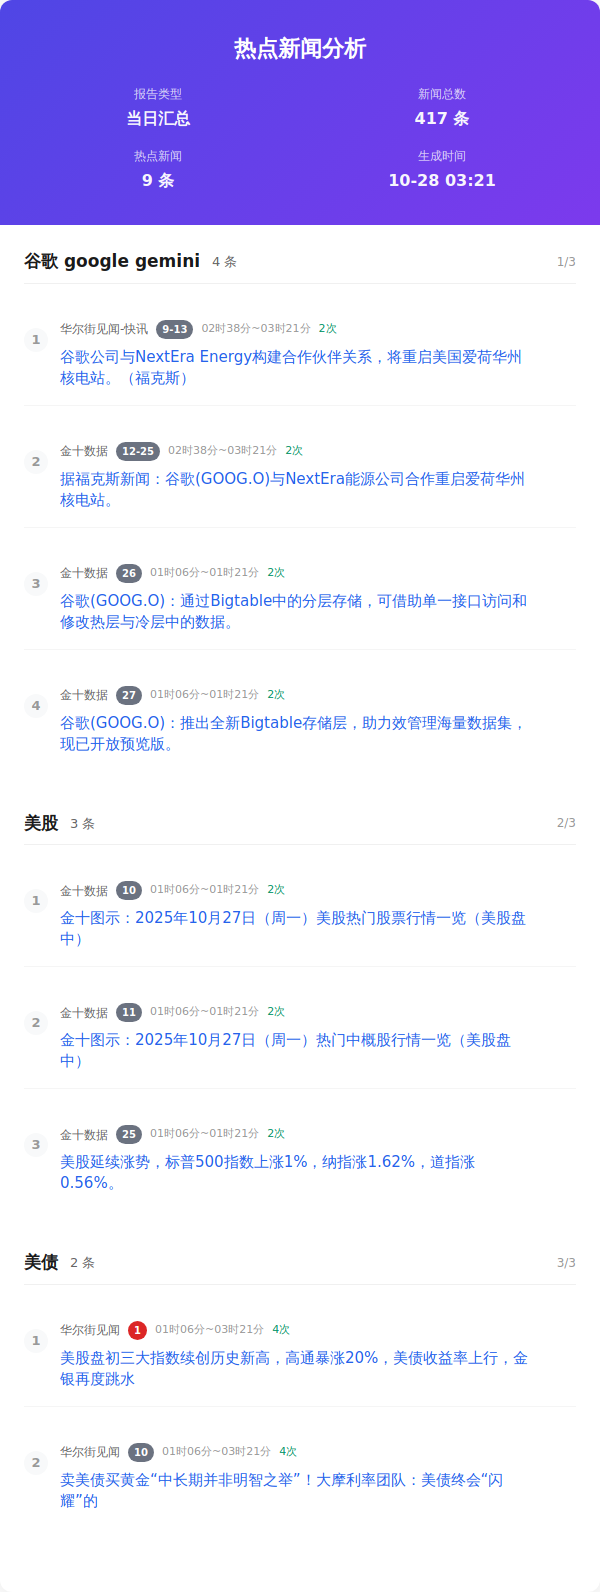 热点新闻分析
报告类型
新闻总数
当日汇总
417 条
热点新闻
生成时间
9 条
10-28 03:21
谷歌 google gemini 4 条 1/3
1
华尔街见闻-快讯 9-13 02时38分~03时21分 2次
谷歌公司与NextEra Energy构建合作伙伴关系，将重启美国爱荷华州
核电站。（福克斯）
2
金十数据 12-25 02时38分~03时21分 2次
据福克斯新闻：谷歌(GOOG.O)与NextEra能源公司合作重启爱荷华州
核电站。
3
金十数据 26 01时06分~01时21分 2次
谷歌(GOOG.O)：通过Bigtable中的分层存储，可借助单一接口访问和
修改热层与冷层中的数据。
4
金十数据 27 01时06分~01时21分 2次
谷歌(GOOG.O)：推出全新Bigtable存储层，助力效管理海量数据集，
现已开放预览版。
美股 3 条 2/3
1
金十数据 10 01时06分~01时21分 2次
金十图示：2025年10月27日（周一）美股热门股票行情一览（美股盘
中）
2
金十数据 11 01时06分~01时21分 2次
金十图示：2025年10月27日（周一）热门中概股行情一览（美股盘
中）
3
金十数据 25 01时06分~01时21分 2次
美股延续涨势，标普500指数上涨1%，纳指涨1.62%，道指涨
0.56%。
美债 2 条 3/3
1
华尔街见闻 1 01时06分~03时21分 4次
美股盘初三大指数续创历史新高，高通暴涨20%，美债收益率上行，金
银再度跳水
2
华尔街见闻 10 01时06分~03时21分 4次
卖美债买黄金“中长期并非明智之举”！大摩利率团队：美债终会“闪
耀”的